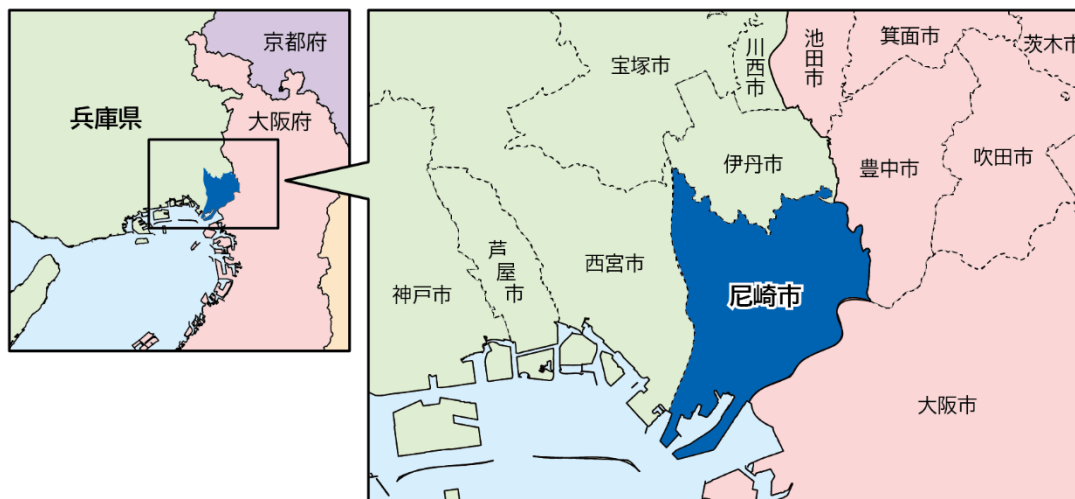 京都府
兵庫県
大阪府
宝塚市
川西市
池田市
箕面市
茨木市
伊丹市
豊中市
吹田市
芦屋市
西宮市
神戸市
尼崎市
大阪市